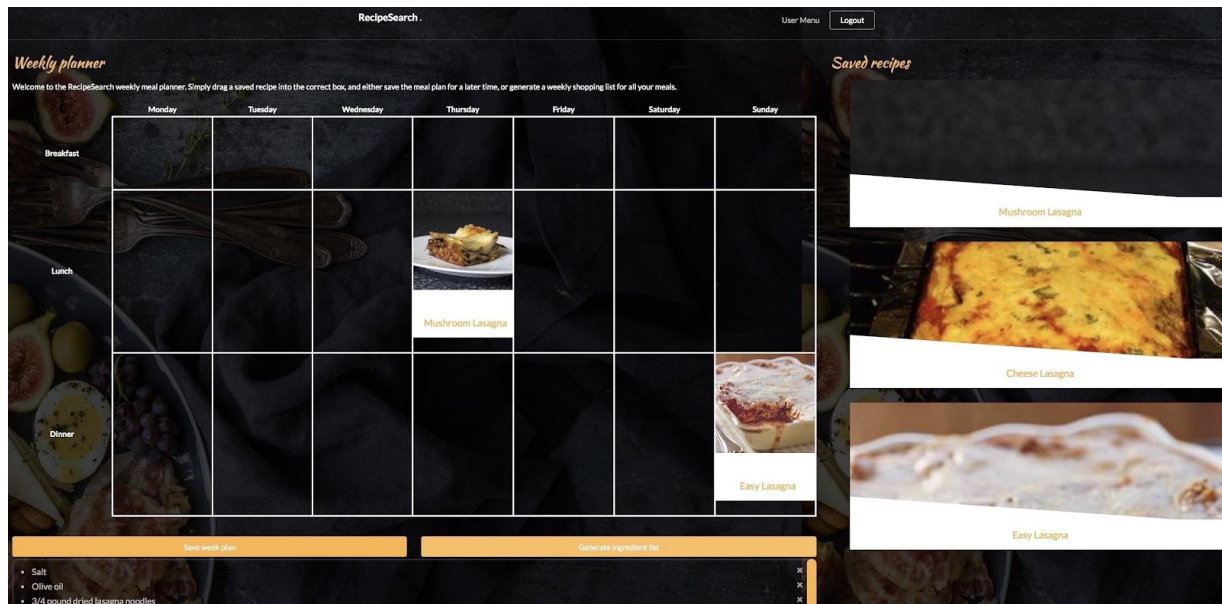 RecipeSearch .
User Menu
Logout
Weekly planner
Welcome to the RecipeSearch weekly meal planner. Simply drag a saved recipe into the correct box, and either save the meal plan for a later time, or generate a weekly shopping list for all your meals.
Monday Tuesday Wednesday Thursday Friday Saturday Sunday
Breakfast
Lunch
Mushroom Lasagna
Dinner
Easy Lasagna
Save week plan
Generate ingredient list
Salt
Olive oil
3/4 pound dried lasagna noodles
Saved recipes
Mushroom Lasagna
Cheese Lasagna
Easy Lasagna